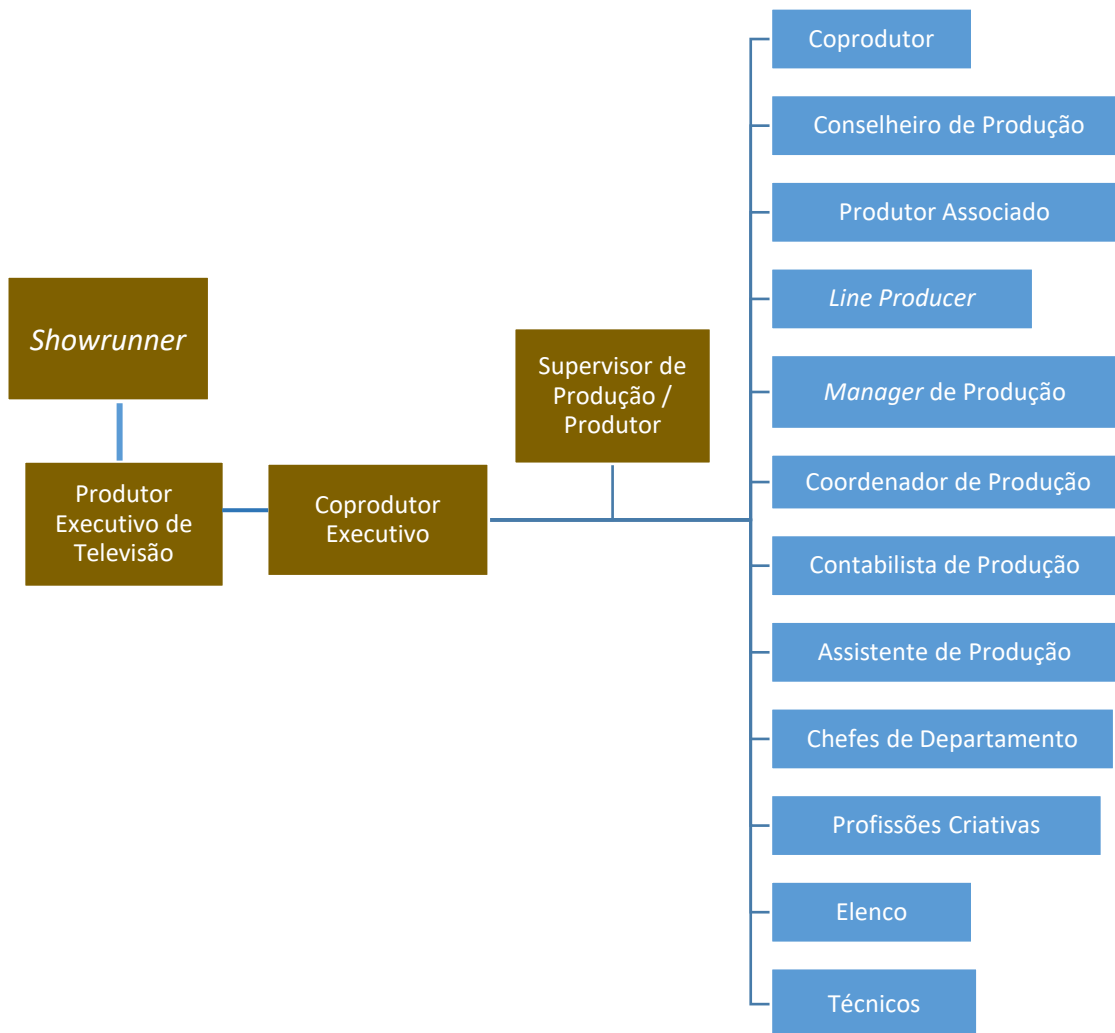 Showrunner
Produtor
Executivo de
Televisão
Coprodutor
Executivo
Supervisor de
Produção /
Produtor
Coprodutor
Conselheiro de Produção
Produtor Associado
Line Producer
Manager de Produção
Coordenador de Produção
Contabilista de Produção
Assistente de Produção
Chefes de Departamento
Profissões Criativas
Elenco
Técnicos